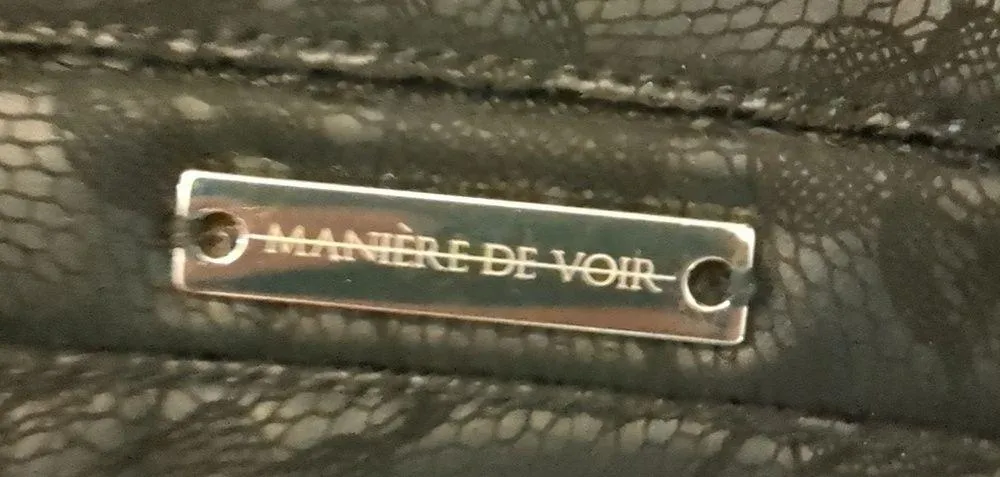 MANIÈRE DE VOIR